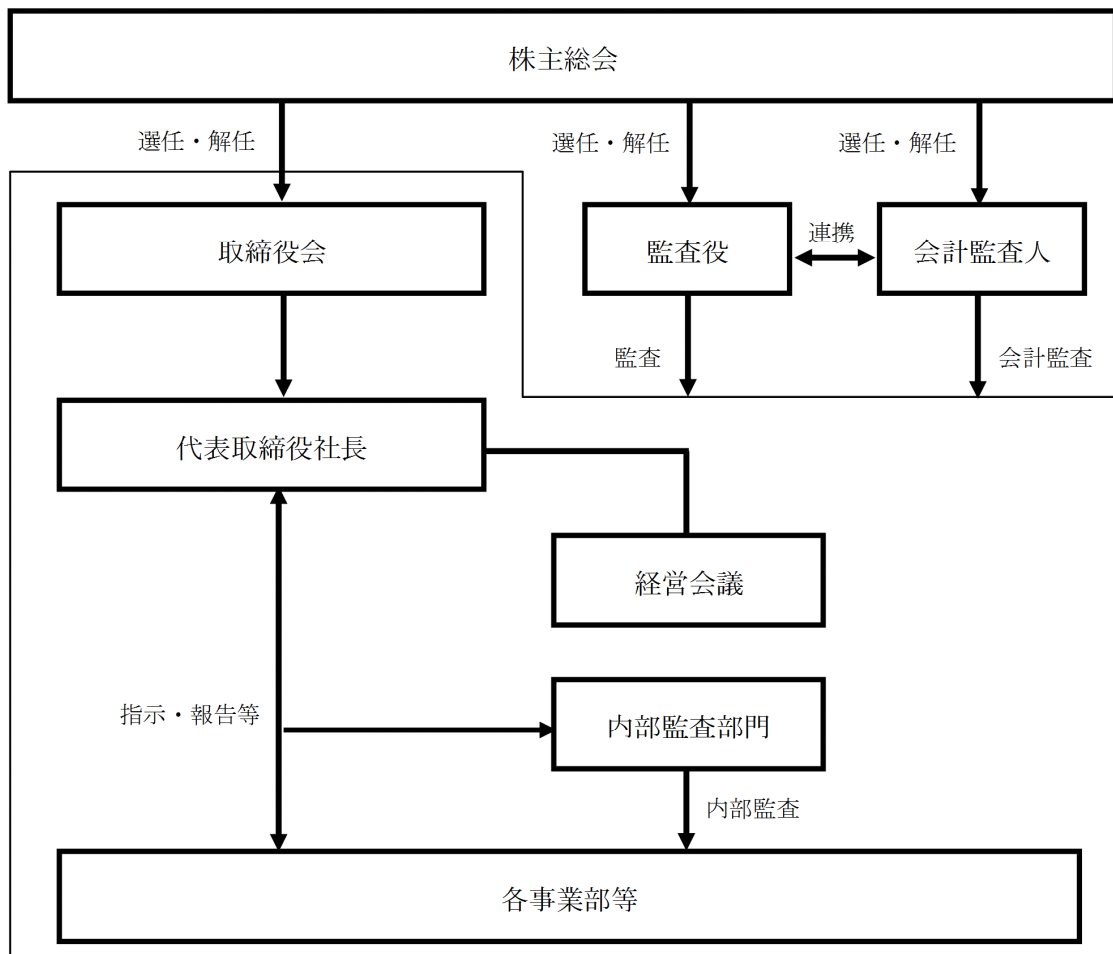 株主総会
選任・解任
選任・解任
選任・解任
取締役会
監査役
連携
会計監査人
監査
会計監査
代表取締役社長
経営会議
指示・報告等
内部監査部門
内部監査
各事業部等